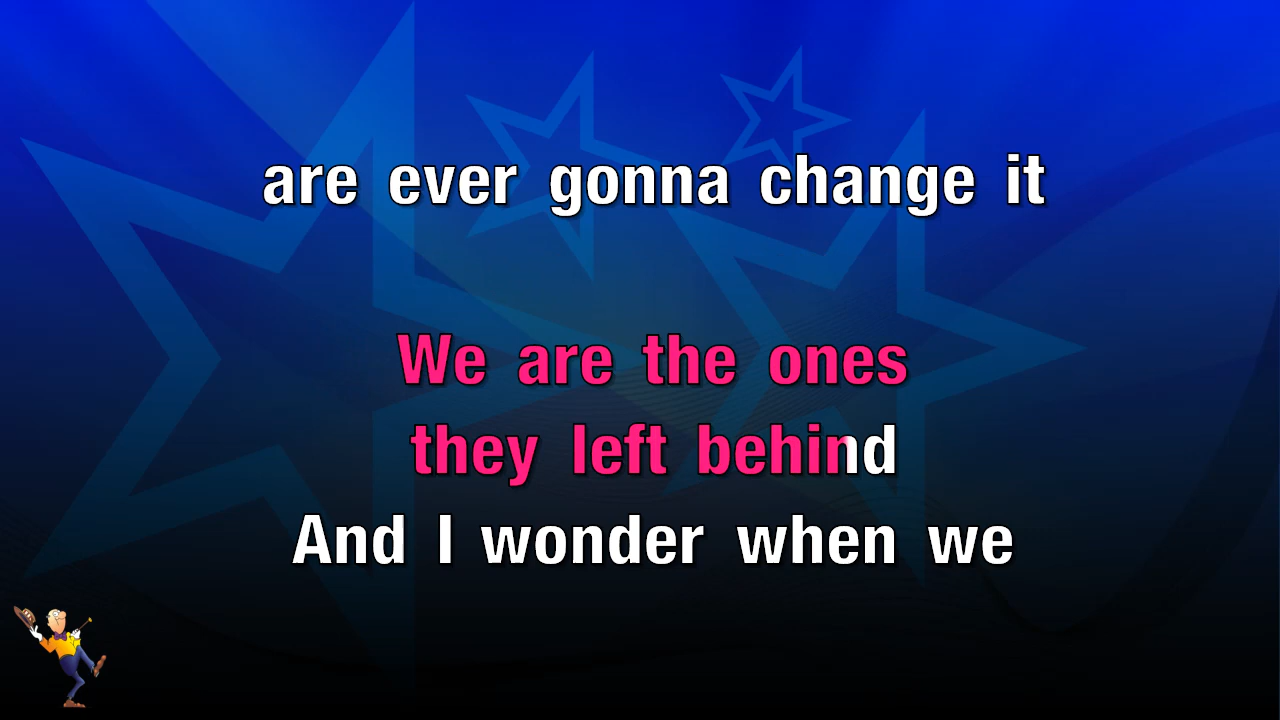 are ever gonna change it
We are the ones
they left behind
And I wonder when we